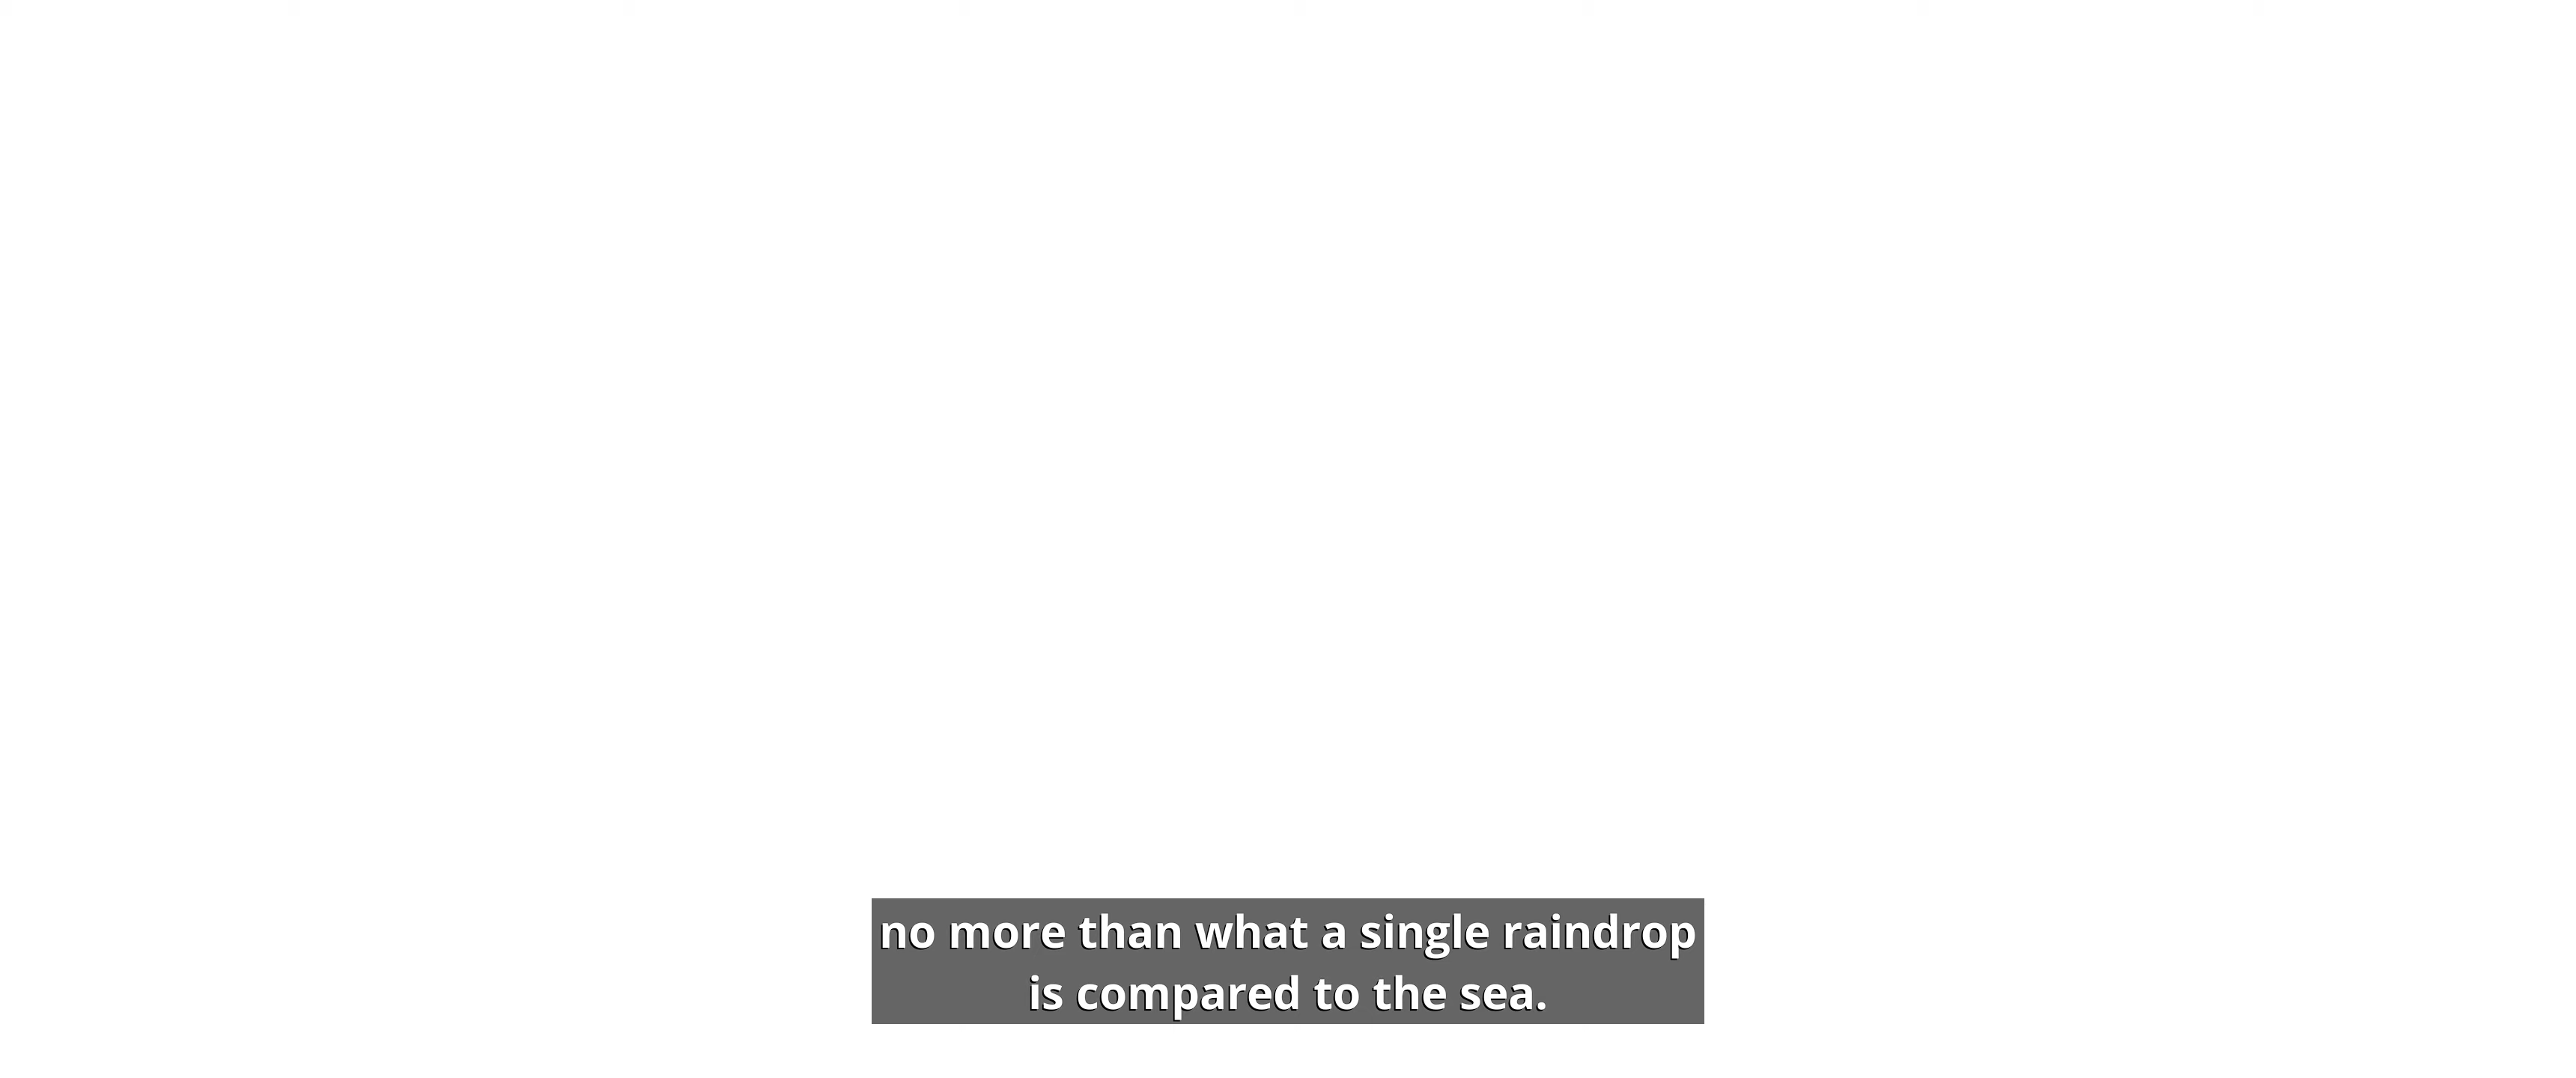 no more than what a single raindrop
is compared to the sea.